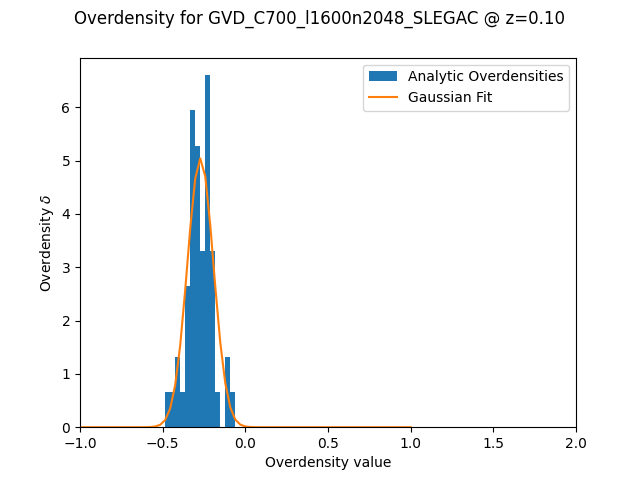 Overdensity for GVD_C700_l1600n2048_SLEGAC @ z=0.10
Analytic Overdensities
Gaussian Fit
Overdensity δ
6
5
4
3
2
1
0
−1.0 −0.5 0.0 0.5 1.0 1.5 2.0
Overdensity value